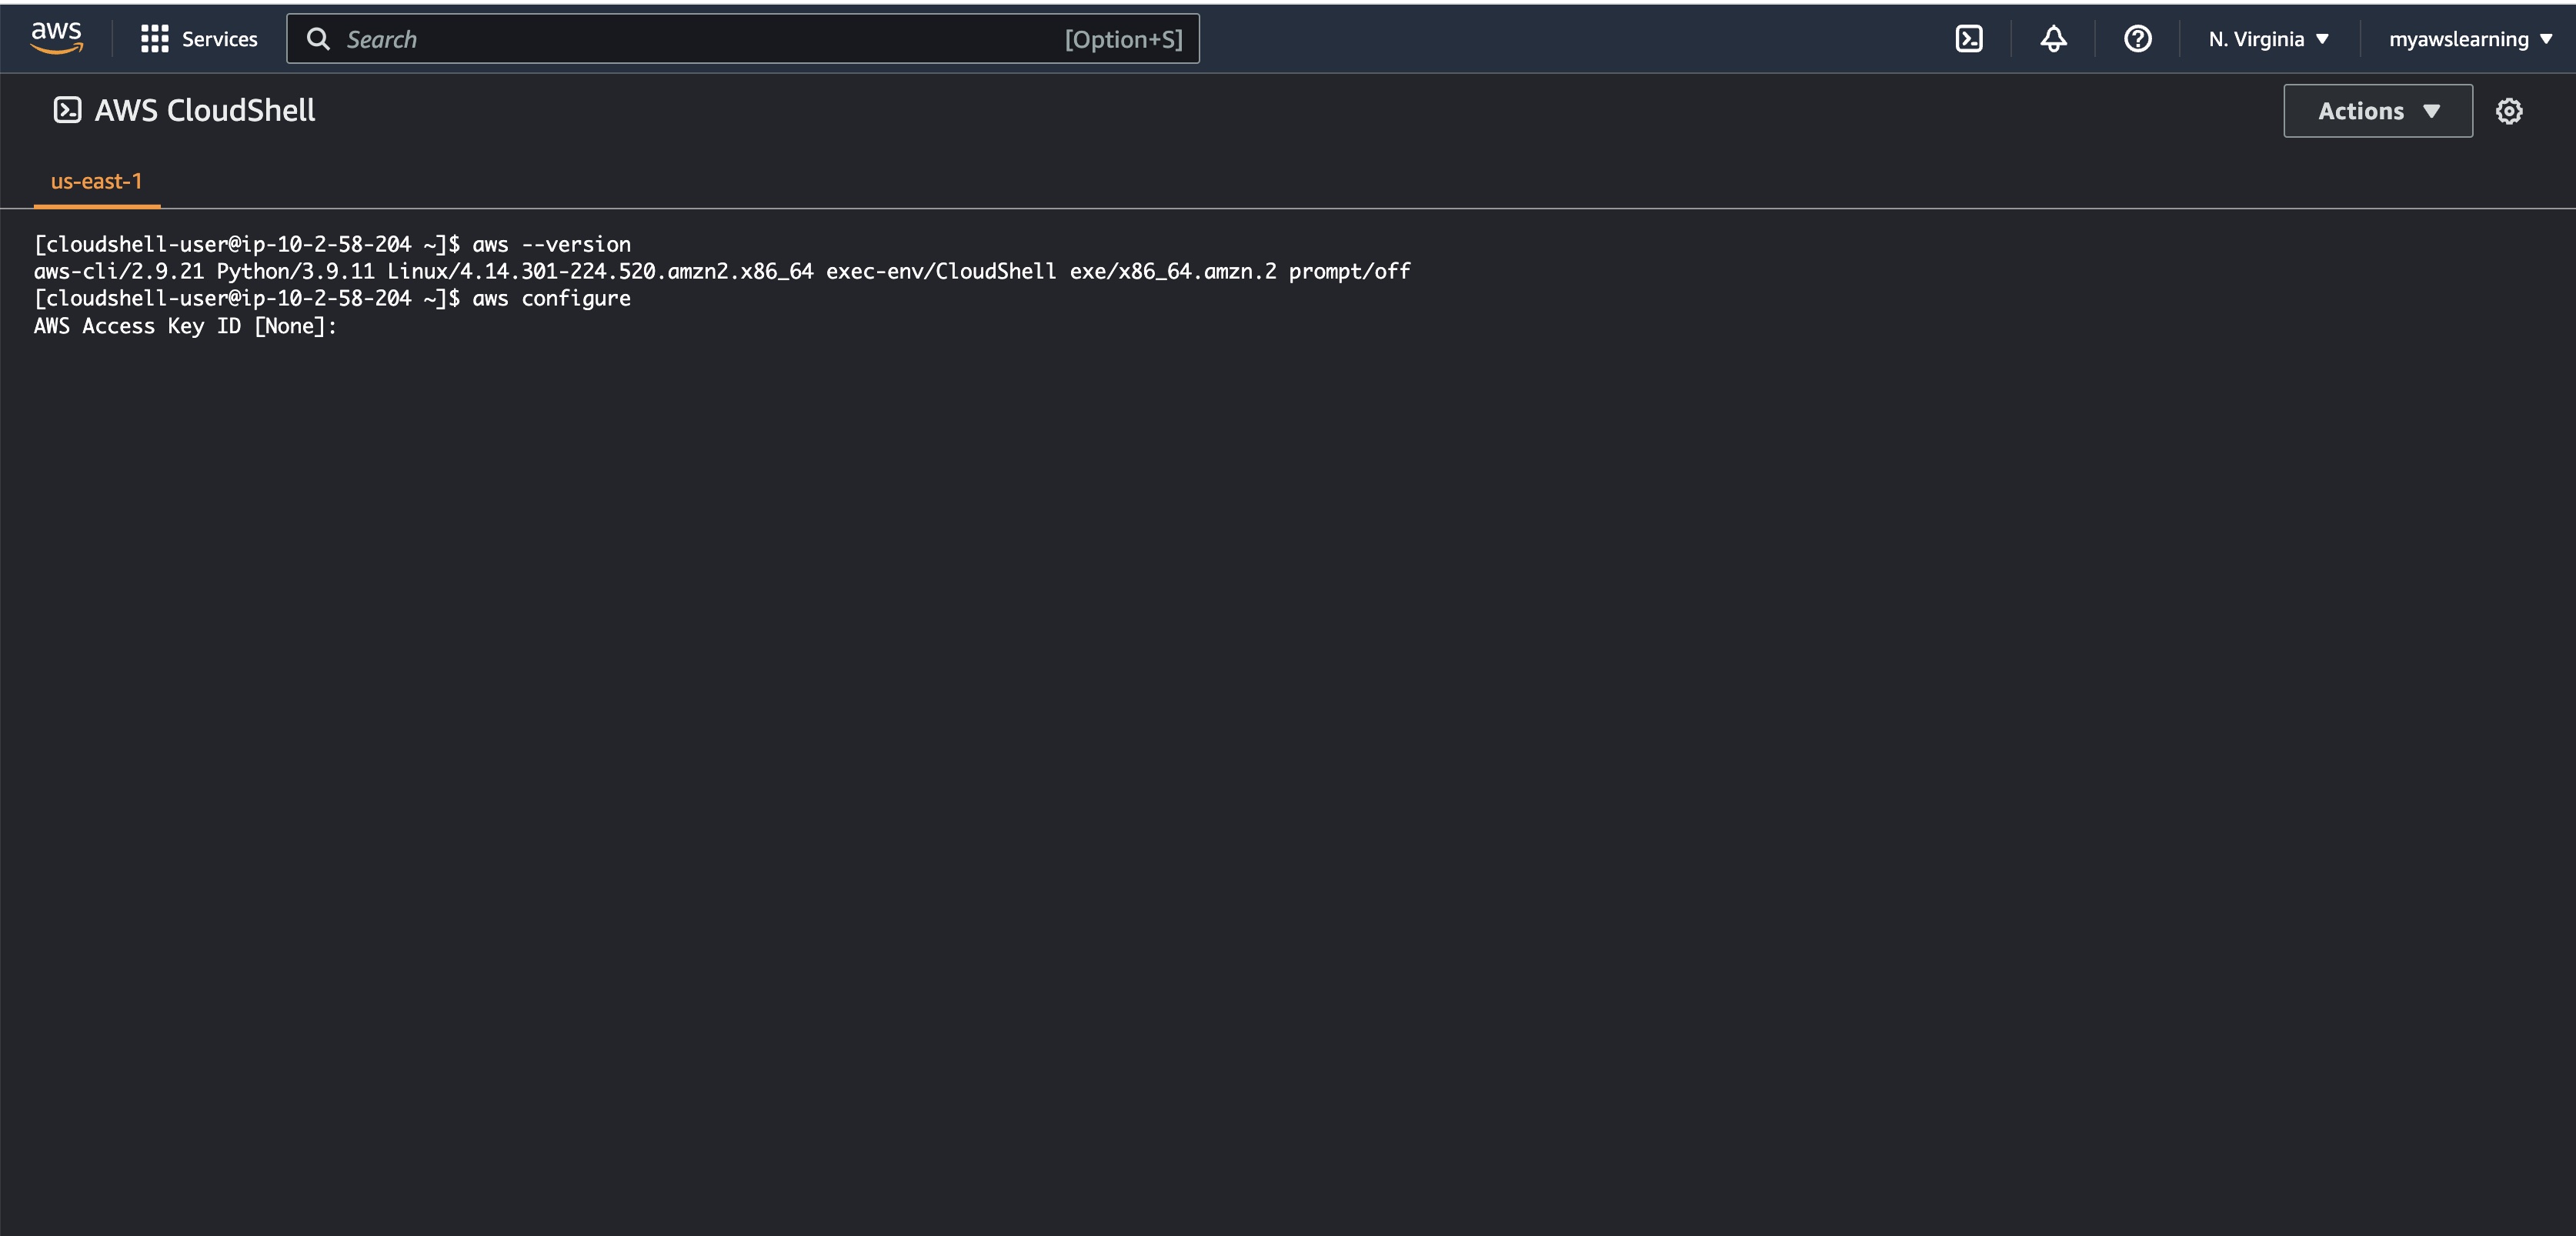 aws
Services
Search
[Option+S]
N. Virginia
myawslearning
AWS CloudShell
Actions
us-east-1
[cloudshell-user@ip-10-2-58-204 ~]$ aws --version
aws-cli/2.9.21 Python/3.9.11 Linux/4.14.301-224.520.amzn2.x86_64 exec-env/CloudShell exe/x86_64.amzn.2 prompt/off
[cloudshell-user@ip-10-2-58-204 ~]$ aws configure
AWS Access Key ID [None]: